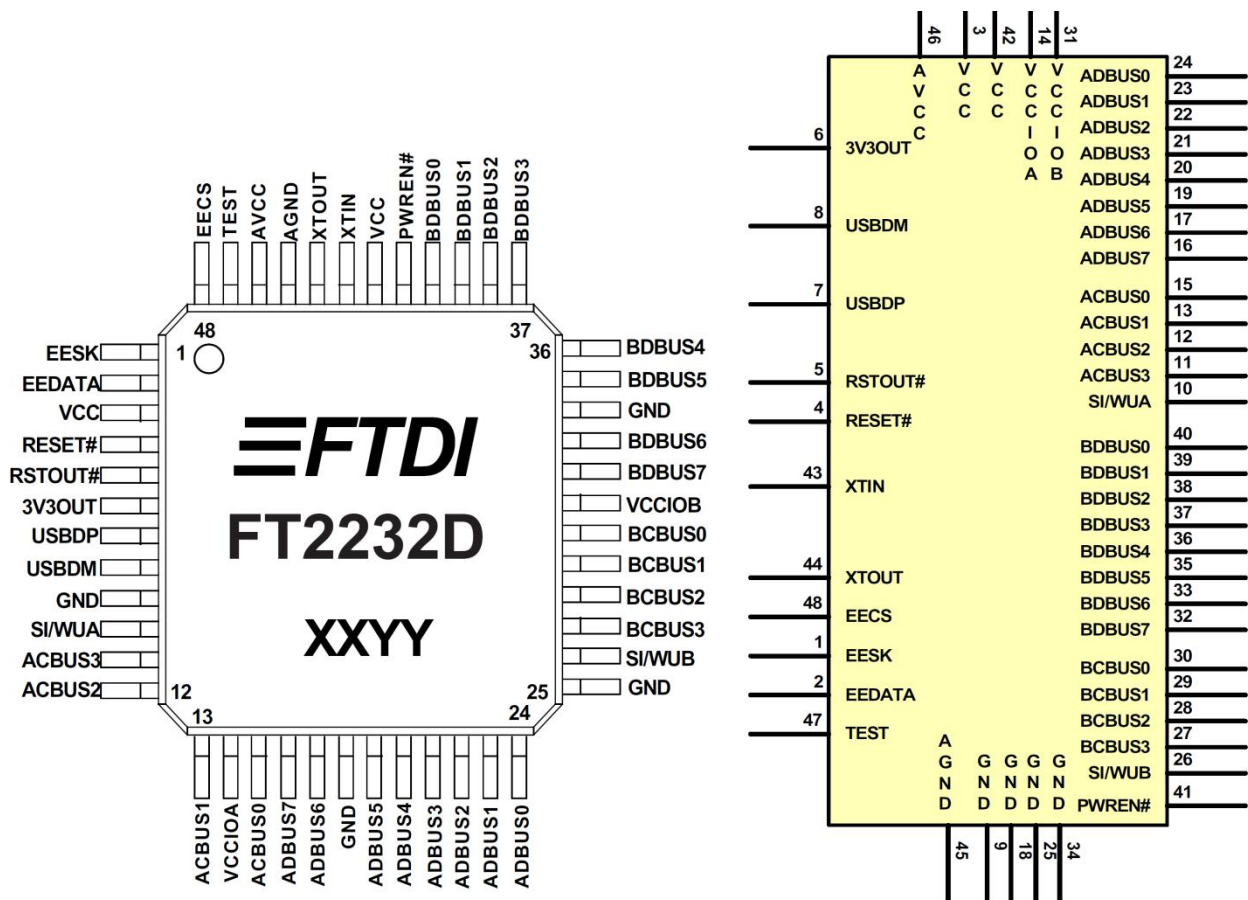 EECS
TEST
AVCC
AGND
XTOUT
XTIN
VCC
PWREN#
BDBUS0
BDBUS1
BDBUS2
BDBUS3
48
37
1
36
EESK
EEDATA
VCC
RESET#
RSTOUT#
3V3OUT
USBDP
USBDM
GND
SI/WUA
ACBUS3
ACBUS2
FTDI
FT2232D
XXYY
BDBUS4
BDBUS5
GND
BDBUS6
BDBUS7
VCCIOB
BCBUS0
BCBUS1
BCBUS2
BCBUS3
SI/WUB
GND
12
25
13
24
ACBUS1
VCCIOA
ACBUS0
ADBUS7
ADBUS6
GND
ADBUS5
ADBUS4
ADBUS3
ADBUS2
ADBUS1
ADBUS0
46
3
42
14
31
AVCC
VCC
VCC
VCCIOA
VCCIOB
6 3V3OUT
8 USBDM
7 USBDP
5 RSTOUT#
4 RESET#
43 XTIN
44 XTOUT
48 EECS
1 EESK
2 EEDATA
47 TEST
ADBUS0 24
ADBUS1 23
ADBUS2 22
ADBUS3 21
ADBUS4 20
ADBUS5 19
ADBUS6 17
ADBUS7 16
ACBUS0 15
ACBUS1 13
ACBUS2 12
ACBUS3 11
SI/WUA 10
BDBUS0 40
BDBUS1 39
BDBUS2 38
BDBUS3 37
BDBUS4 36
BDBUS5 35
BDBUS6 33
BDBUS7 32
BCBUS0 30
BCBUS1 29
BCBUS2 28
BCBUS3 27
SI/WUB 26
PWREN# 41
AGND
GND
GND
GND
GND
45
9
18
25
34